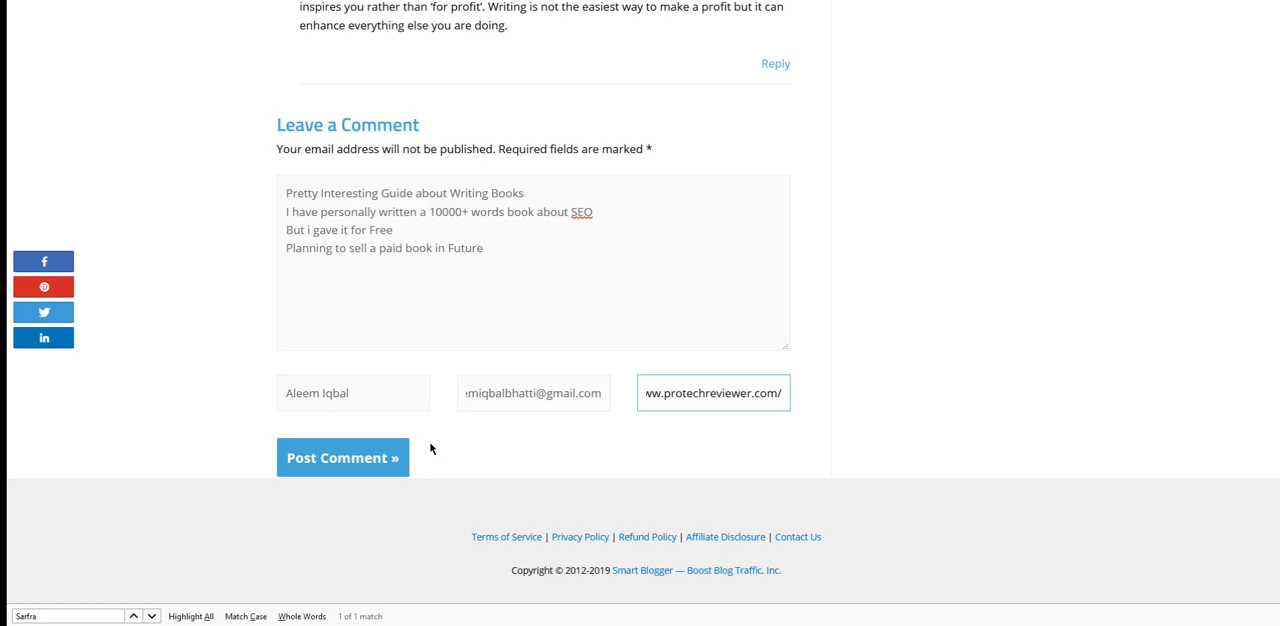 inspires you rather than ‘for profit’. Writing is not the easiest way to make a profit but it can
enhance everything else you are doing.
Reply
Leave a Comment
Your email address will not be published. Required fields are marked *
Pretty Interesting Guide about Writing Books
I have personally written a 10000+ words book about SEO
But i gave it for Free
Planning to sell a paid book in Future
f
in
Aleem Iqbal
emiqbalbhatti@gmail.com
ww.protechreviewer.com/
Post Comment »
Terms of Service | Privacy Policy | Refund Policy | Affiliate Disclosure | Contact Us
Copyright © 2012-2019 Smart Blogger — Boost Blog Traffic, Inc.
Sarfra
Highlight All
Match Case
Whole Words
1 of 1 match